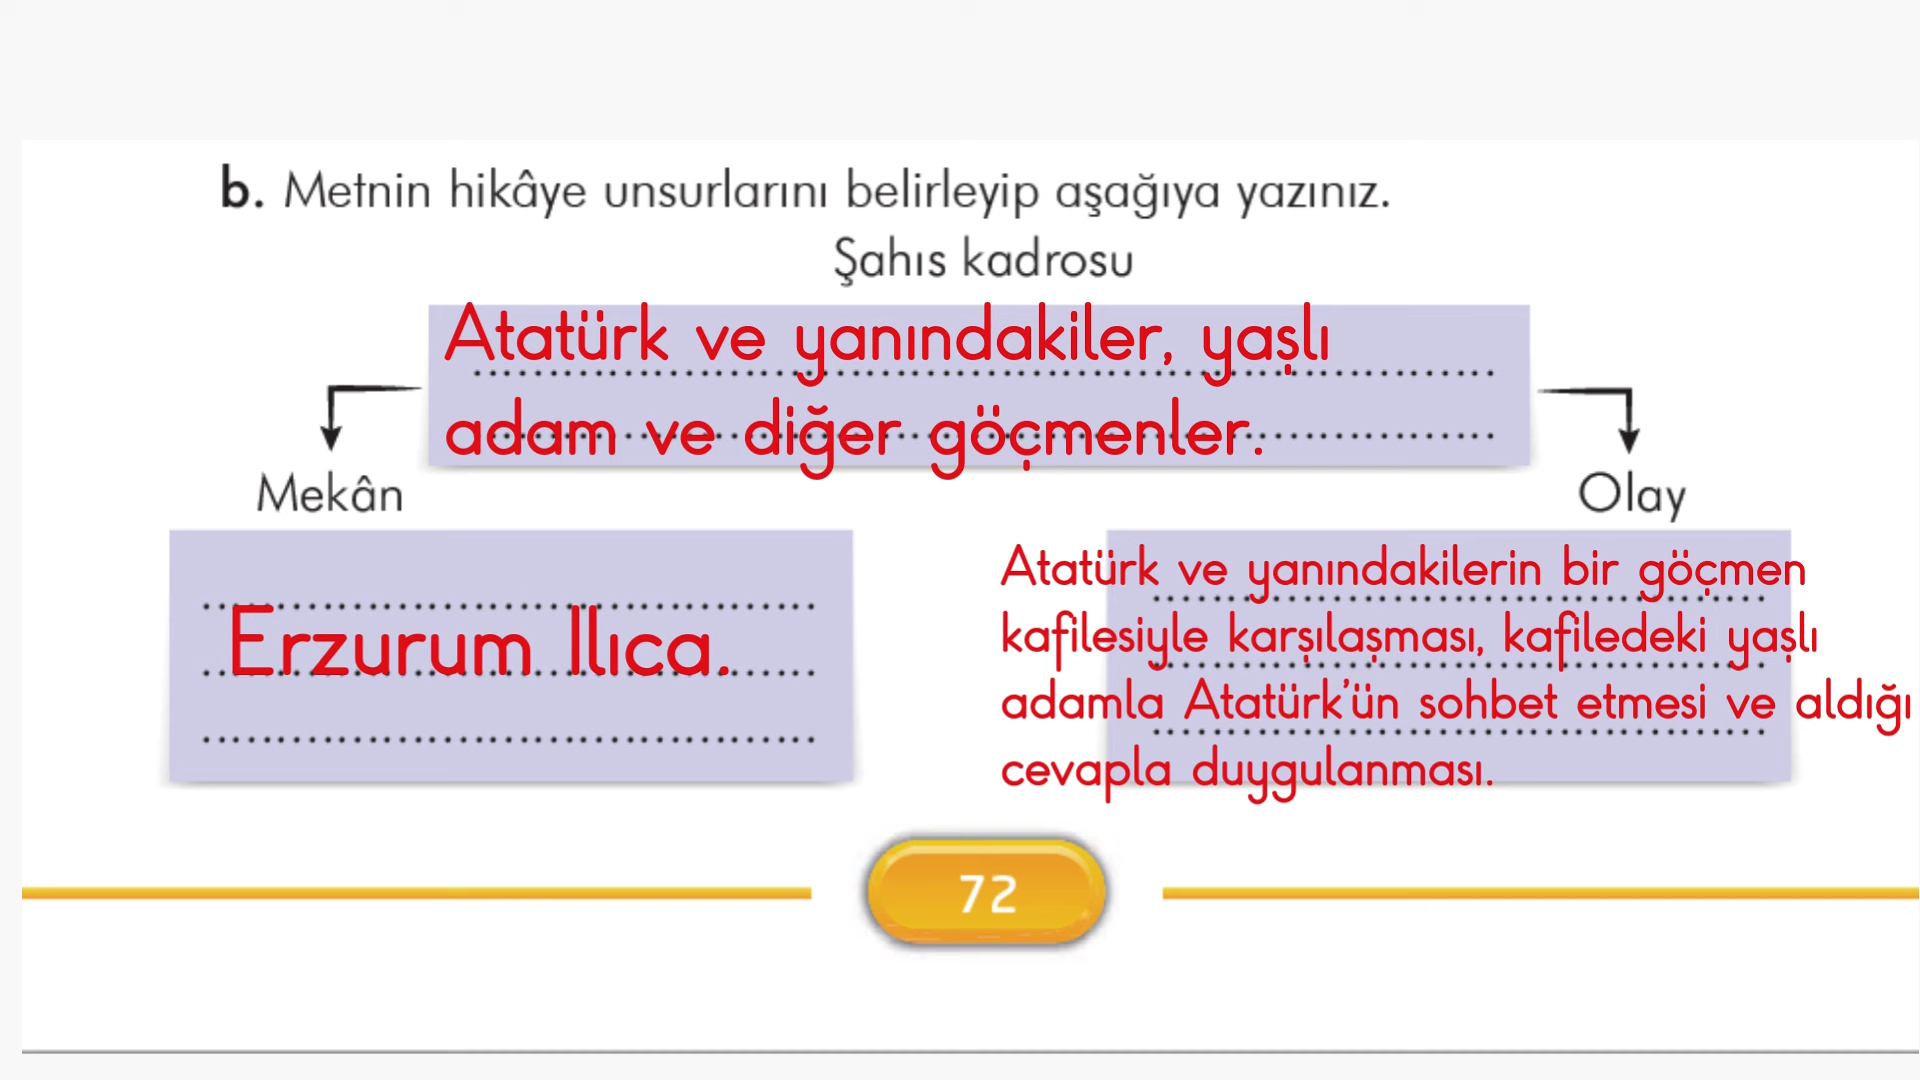 b. Metnin hikâye unsurlarını belirleyip aşağıya yazınız.
Şahıs kadrosu
Atatürk ve yanındakiler, yaşlı
adam ve diğer göçmenler.
Mekân
Erzurum Ilıca.
Olay
Atatürk ve yanındakilerin bir göçmen
kafilesiyle karşılaşması, kafiledeki yaşlı
adamla Atatürk’ün sohbet etmesi ve aldığı
cevapla duygulanması.
72